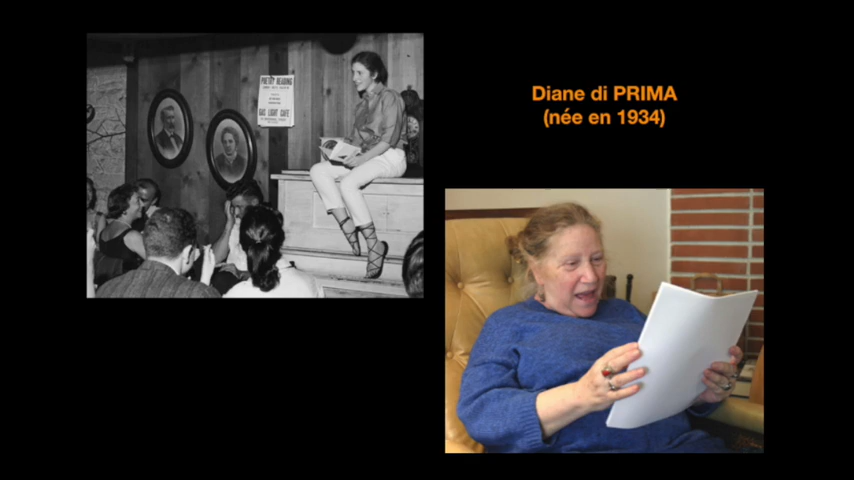 POETRY READING
GAS LIGHT CAFE
Diane di PRIMA
(née en 1934)